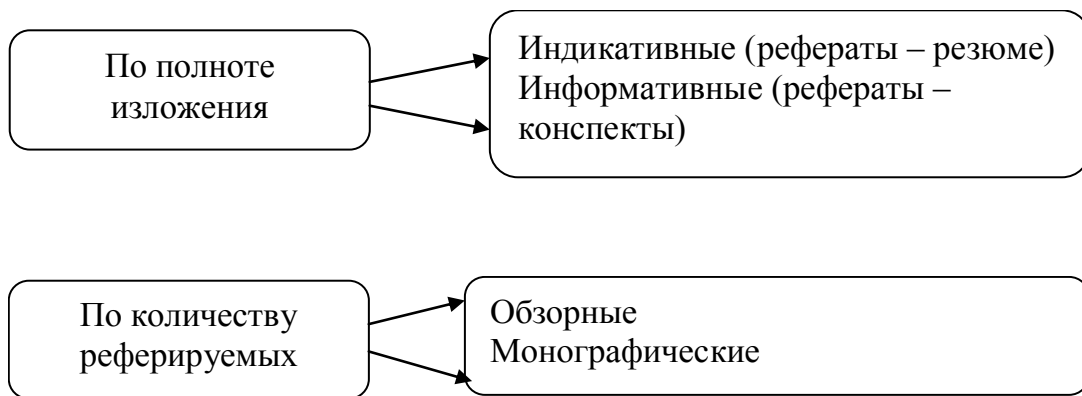 По полноте
изложения
Индикативные (рефераты – резюме)
Информативные (рефераты –
конспекты)
По количеству
реферируемых
Обзорные
Монографические